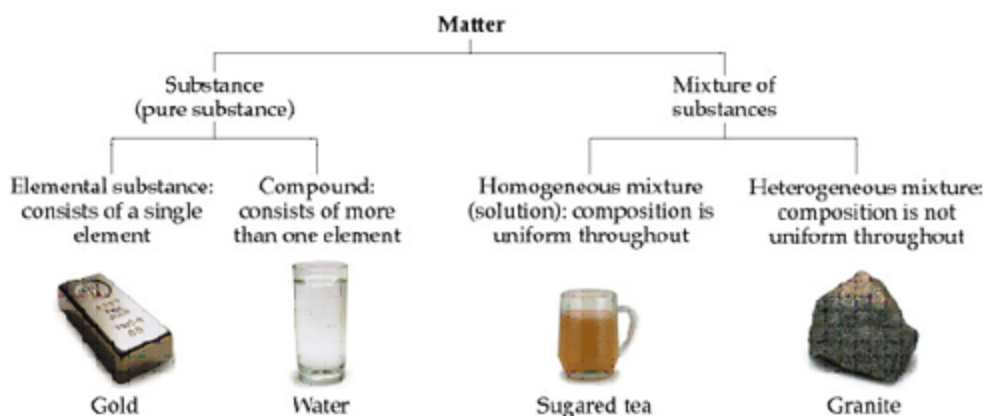 Matter
Substance
(pure substance)
Mixture of
substances
Elemental substance:
consists of a single
element
Compound:
consists of more
than one element
Homogeneous mixture
(solution): composition is
uniform throughout
Heterogeneous mixture:
composition is not
uniform throughout
Gold
Water
Sugared tea
Granite